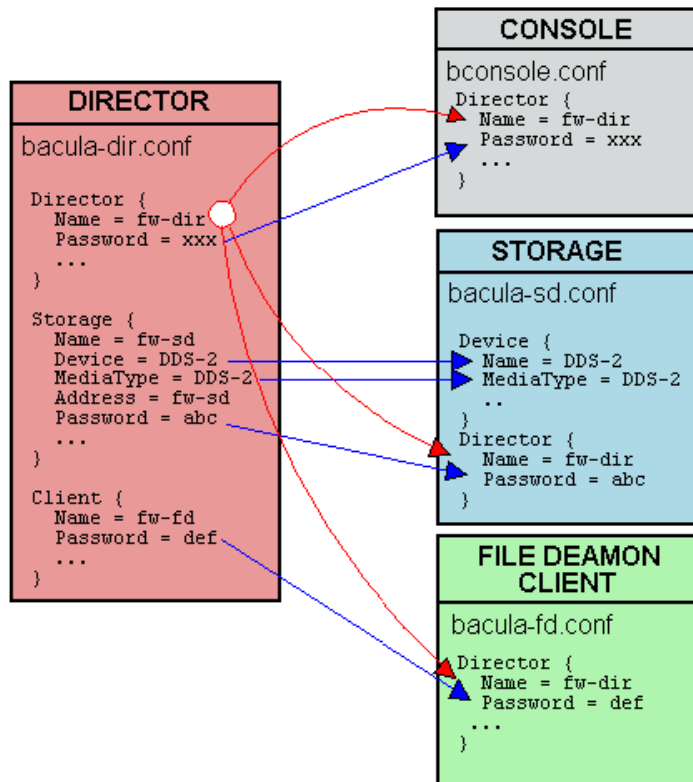 DIRECTOR
bacula-dir.conf
Director {
Name = fw-dir
Password = xxx
...
}
Storage {
Name = fw-sd
Device = DDS-2
MediaType = DDS-2
Address = fw-sd
Password = abc
...
}
Client {
Name = fw-fd
Password = def
...
}
CONSOLE
bconsole.conf
Director {
Name = fw-dir
Password = xxx
...
}
STORAGE
bacula-sd.conf
Device {
Name = DDS-2
MediaType = DDS-2
..
}
Director {
Name = fw-dir
Password = abc
}
FILE DEAMON
CLIENT
bacula-fd.conf
Director {
Name = fw-dir
Password = def
...
}